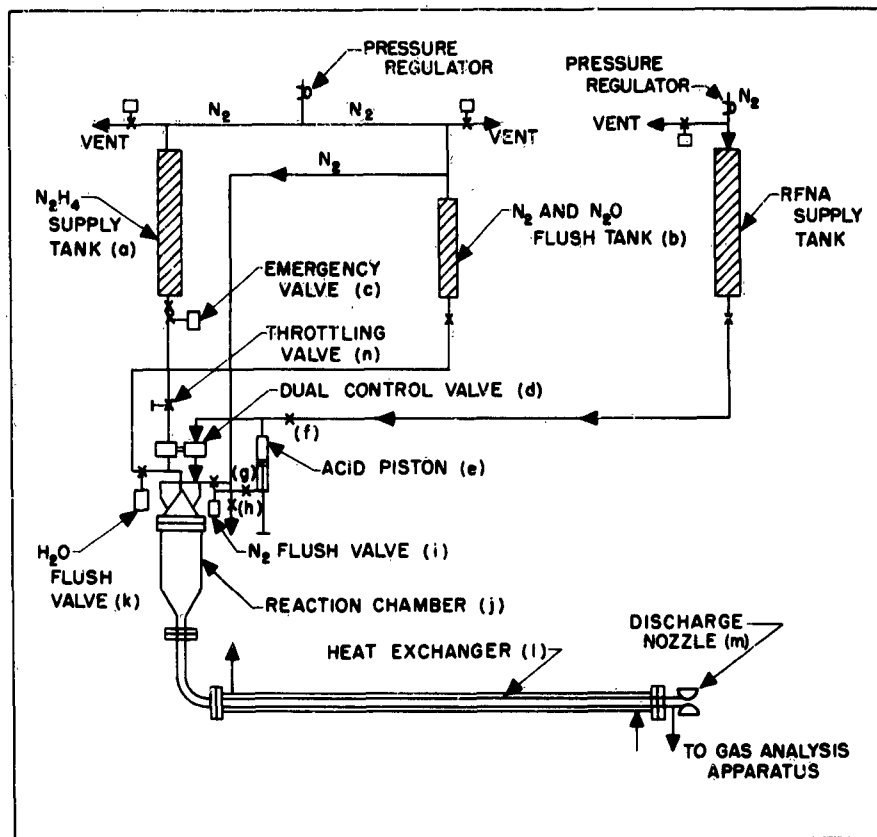 PRESSURE
REGULATOR
PRESSURE
REGULATOR
N₂
N₂
N₂
VENT
VENT
VENT
N₂
N₂H₄
SUPPLY
TANK (a)
N₂ AND N₂O
FLUSH TANK (b)
RFNA
SUPPLY
TANK
EMERGENCY
VALVE (c)
THROTTLING
VALVE (n)
DUAL CONTROL VALVE (d)
(f)
ACID PISTON (e)
(g)
(h)
N₂ FLUSH VALVE (i)
H₂O
FLUSH
VALVE (k)
REACTION CHAMBER (j)
DISCHARGE
NOZZLE (m)
HEAT EXCHANGER (l)
TO GAS ANALYSIS
APPARATUS